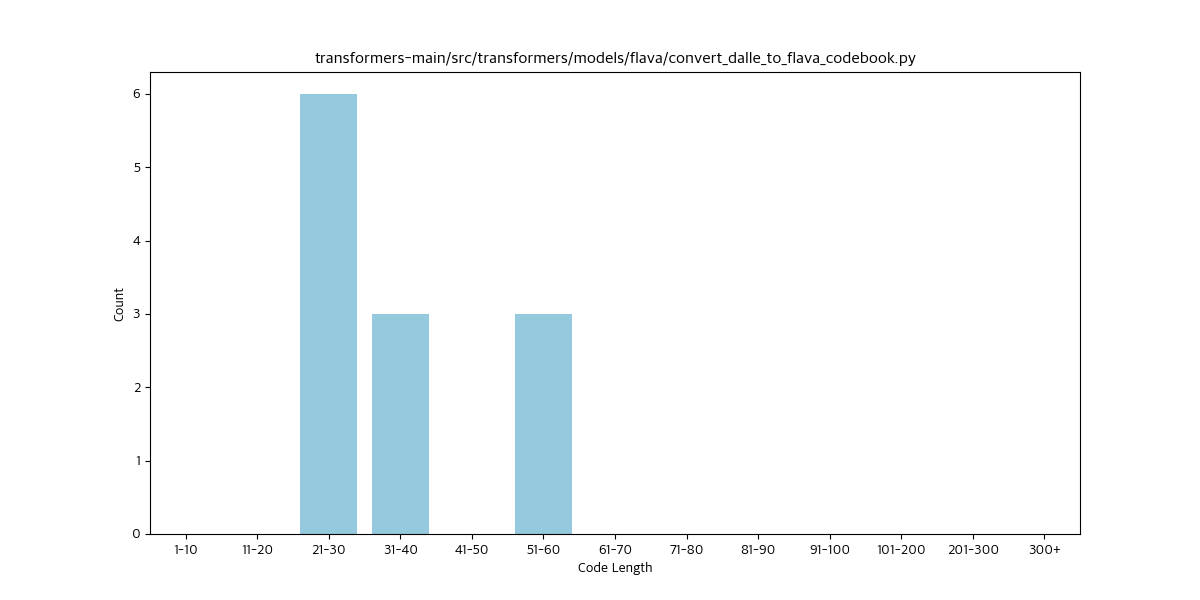 transformers-main/src/transformers/models/flava/convert_dalle_to_flava_codebook.py
6
5
4
3
2
1
0
Count
1-10 11-20 21-30 31-40 41-50 51-60 61-70 71-80 81-90 91-100 101-200 201-300 300+
Code Length